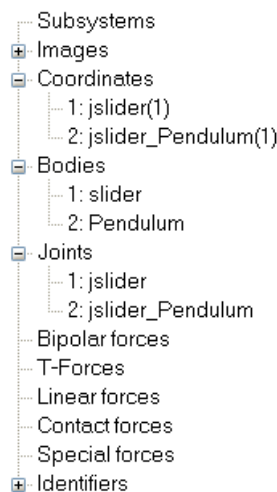 Subsystems
Images
Coordinates
1: jslider(1)
2: jslider_Pendulum(1)
Bodies
1: slider
2: Pendulum
Joints
1: jslider
2: jslider_Pendulum
Bipolar forces
T-Forces
Linear forces
Contact forces
Special forces
Identifiers